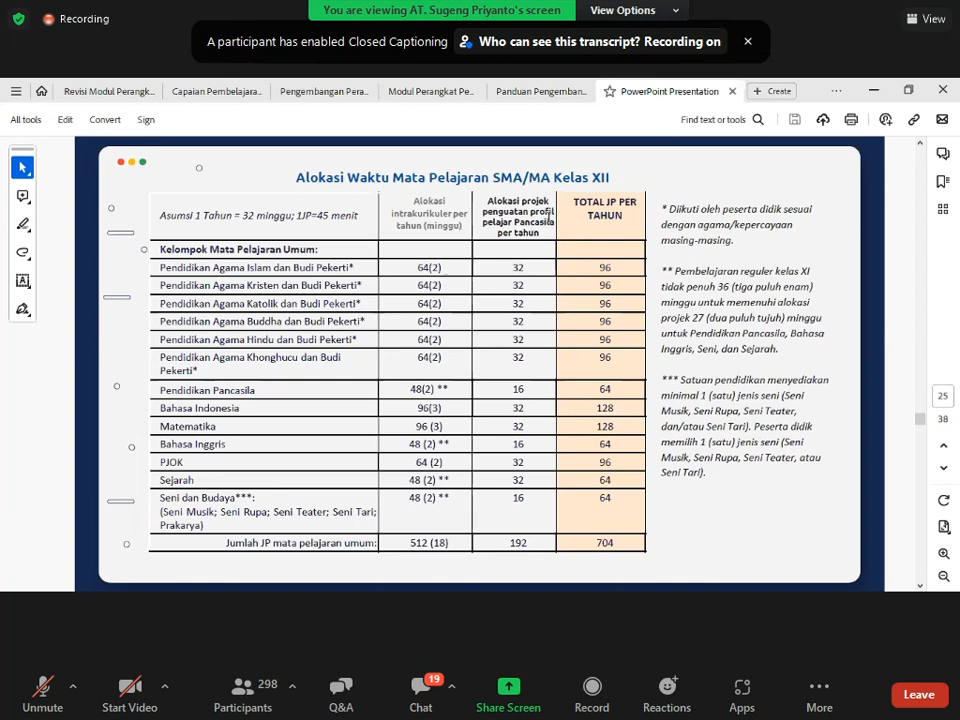 Recording
You are viewing AT. Sugeng Priyanto's screen
View Options
View
A participant has enabled Closed Captioning
Who can see this transcript? Recording on
Revisi Modul Perangk...
Capaian Pembelajara...
Pengembangan Pera...
Modul Perangkat Pe...
Panduan Pengemban...
PowerPoint Presentation
+ Create
All tools Edit Convert Sign
Find text or tools
Alokasi Waktu Mata Pelajaran SMA/MA Kelas XII
Asumsi 1 Tahun = 32 minggu; 1JP=45 menit
Alokasi
intrakurikuler per
tahun (minggu)
Alokasi projek
penguatan profil
pelajar Pancasila
per tahun
TOTAL JP PER
TAHUN
Kelompok Mata Pelajaran Umum:
Pendidikan Agama Islam dan Budi Pekerti* 64(2) 32 96
Pendidikan Agama Kristen dan Budi Pekerti* 64(2) 32 96
Pendidikan Agama Katolik dan Budi Pekerti* 64(2) 32 96
Pendidikan Agama Buddha dan Budi Pekerti* 64(2) 32 96
Pendidikan Agama Hindu dan Budi Pekerti* 64(2) 32 96
Pendidikan Agama Khonghucu dan Budi 64(2) 32 96
Pekerti*
Pendidikan Pancasila 48(2) ** 16 64
Bahasa Indonesia 96(3) 32 128
Matematika 96 (3) 32 128
Bahasa Inggris 48 (2) ** 16 64
PJOK 64 (2) 32 96
Sejarah 48 (2) ** 32 64
Seni dan Budaya***: 48 (2) ** 16 64
(Seni Musik; Seni Rupa; Seni Teater; Seni Tari;
Prakarya)
Jumlah JP mata pelajaran umum: 512 (18) 192 704
* Diikuti oleh peserta didik sesuai
dengan agama/kepercayaan
masing-masing.
** Pembelajaran reguler kelas XI
tidak penuh 36 (tiga puluh enam)
minggu untuk memenuhi alokasi
projek 27 (dua puluh tujuh) minggu
untuk Pendidikan Pancasila, Bahasa
Inggris, Seni, dan Sejarah.
*** Satuan pendidikan menyediakan
minimal 1 (satu) jenis seni (Seni
Musik, Seni Rupa, Seni Teater,
dan/atau Seni Tari). Peserta didik
memilih 1 (satu) jenis seni (Seni
Musik, Seni Rupa, Seni Teater, atau
Seni Tari).
25
38
298
19
Unmute
Start Video
Participants
Q&A
Chat
Share Screen
Record
Reactions
Apps
More
Leave